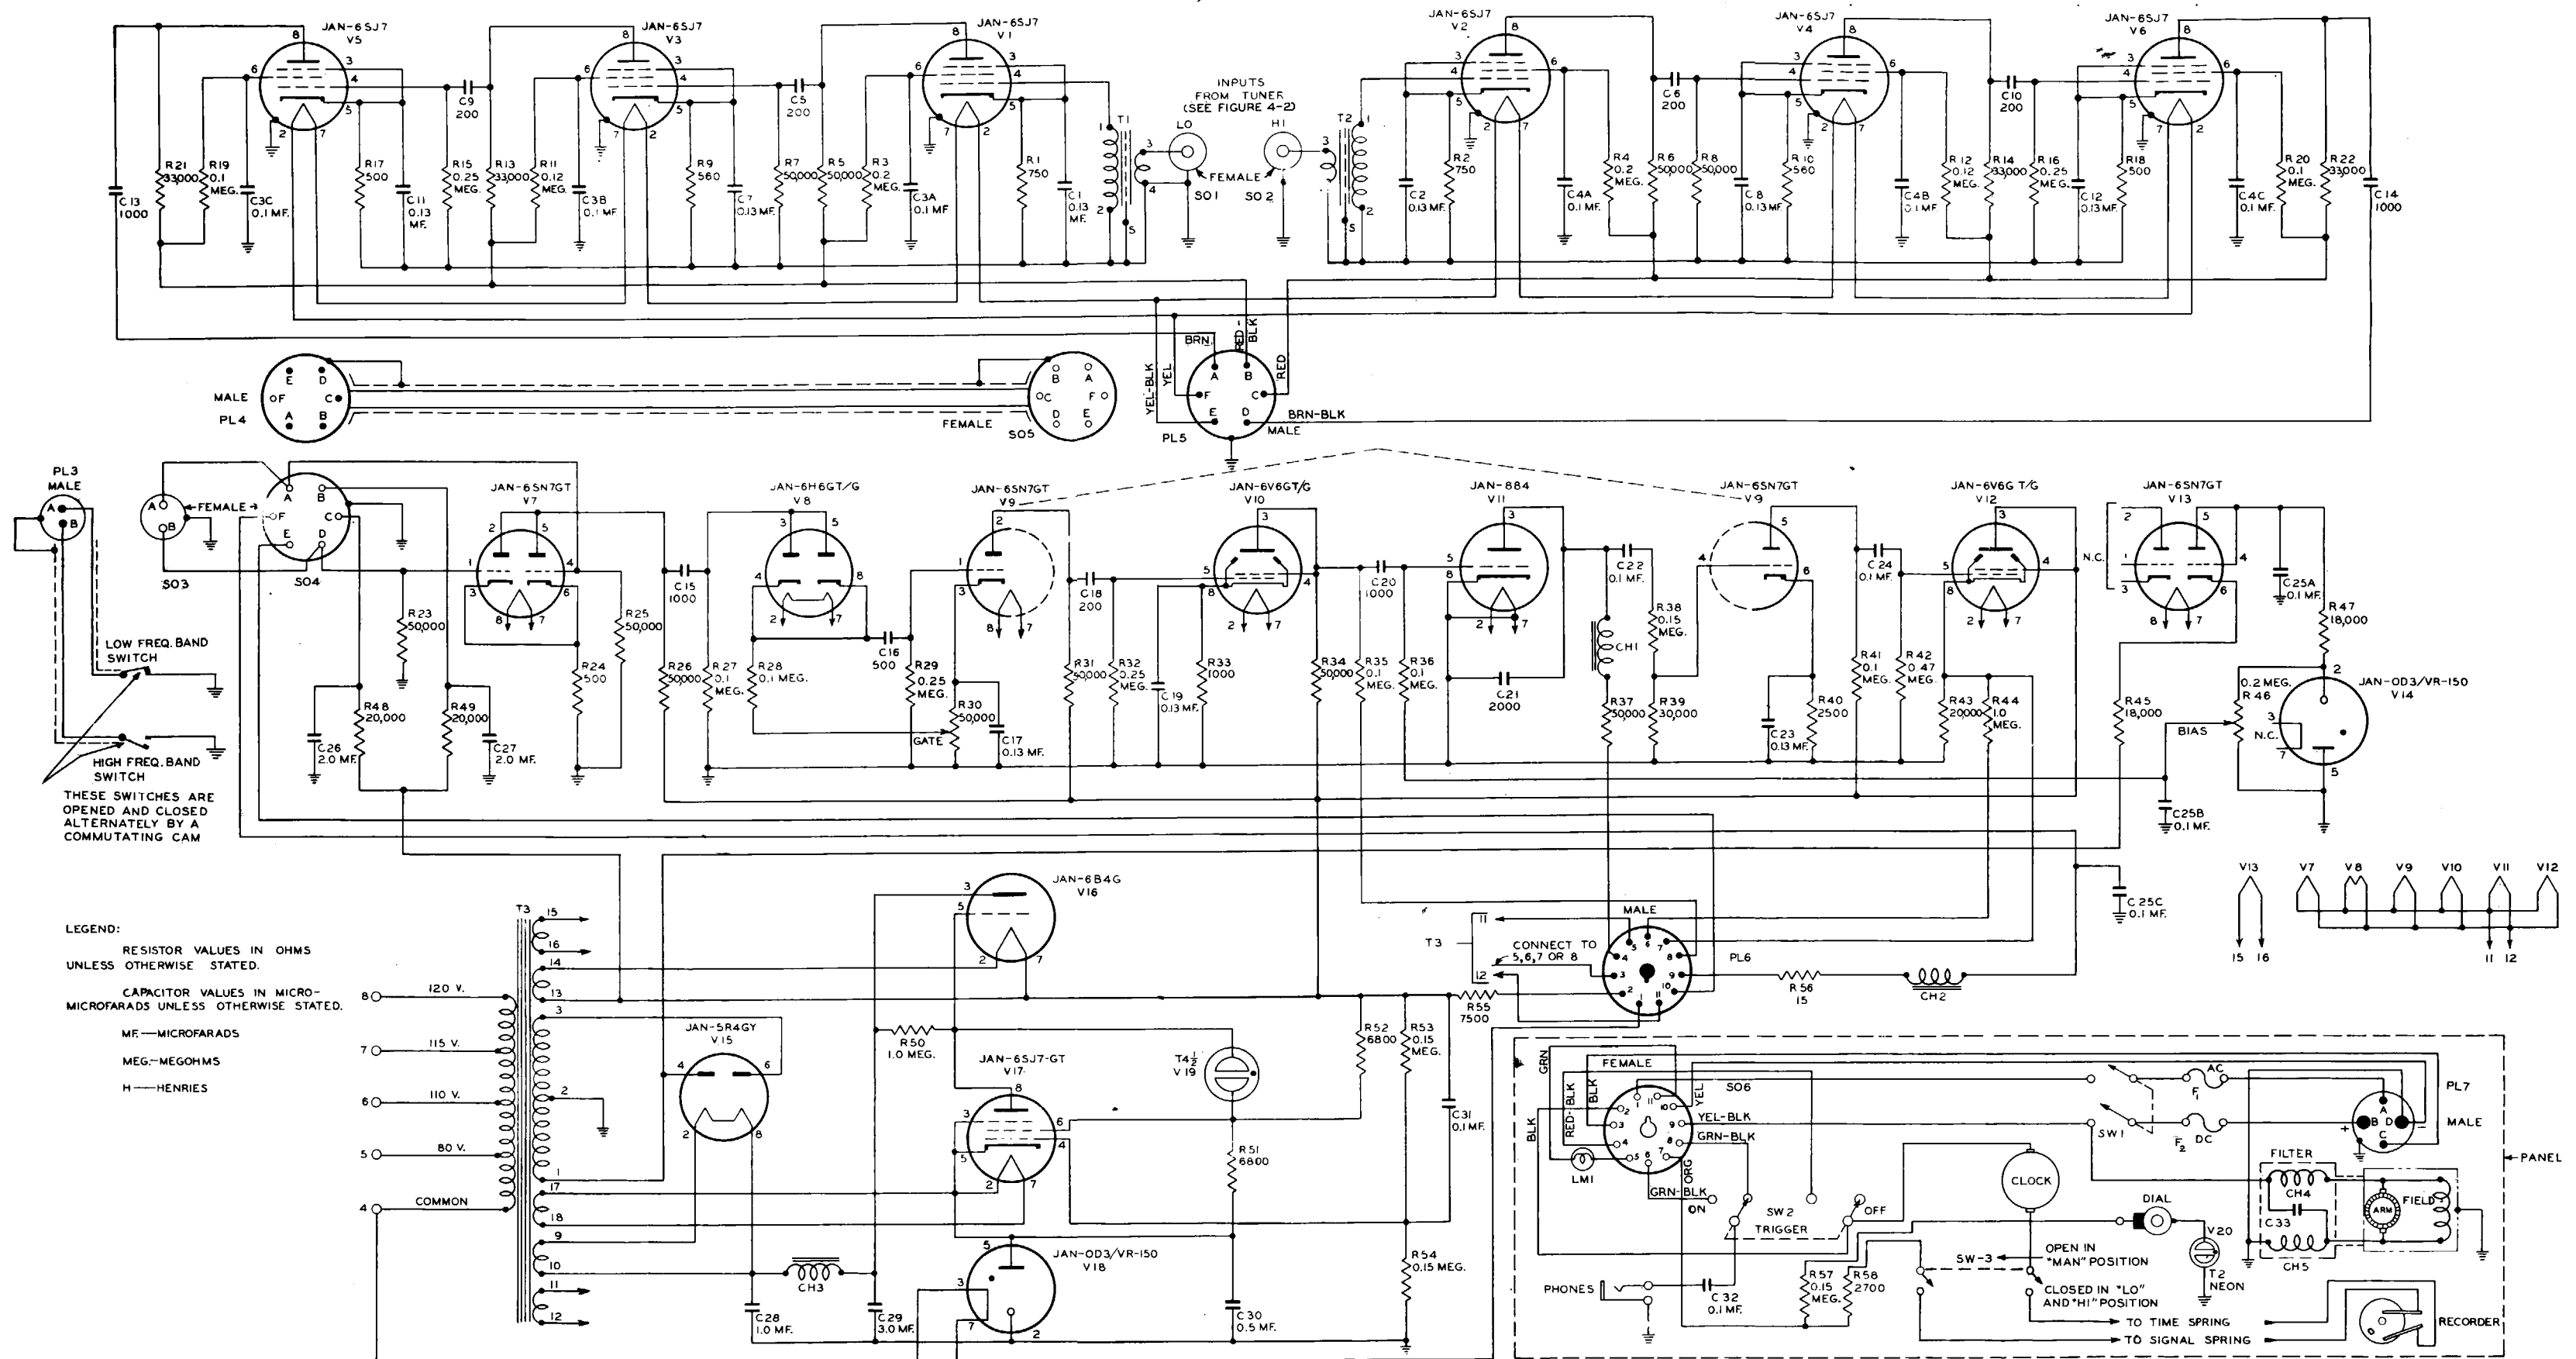 JAN-6SJ7
V5
JAN-6SJ7
V3
JAN-6SJ7
V1
JAN-6SJ7
V2
JAN-6SJ7
V4
JAN-6SJ7
V6
INPUTS
FROM TUNER
(SEE FIGURE 4-2)
LO
HI
T1
T2
FEMALE
SO1
SO2
C9
200
C5
200
C6
200
C10
200
C13
1000
R21
33,000
R19
0.1
MEG.
C3C
0.1 MF.
R17
500
C11
0.13
MF.
R15
0.25
MEG.
R13
33,000
R11
0.12
MEG.
C3B
0.1 MF.
R9
560
C7
0.13 MF.
R7
50,000
R5
50,000
R3
0.2
MEG.
C3A
0.1 MF
R1
750
C1
0.13
MF.
C2
0.13 MF.
R2
750
C4A
0.1 MF.
R4
0.2
MEG.
R6
50,000
R8
50,000
C8
0.13 MF.
R10
560
C4B
0.1 MF.
R12
0.12
MEG.
R14
33,000
R16
0.25
MEG.
C12
0.13 MF.
R18
500
C4C
0.1 MF.
R20
0.1
MEG.
R22
33,000
C14
1000
BRN.
RED-BLK
RED
YEL-BLK
YEL
BRN-BLK
PL5
MALE
A B C D E F
MALE
PL4
E D F C A B
FEMALE
SO5
B A C F D E
PL3
MALE
A
B
A
B
FEMALE
SO3
SO4
A B F C E D
LOW FREQ. BAND
SWITCH
HIGH FREQ. BAND
SWITCH
THESE SWITCHES ARE
OPENED AND CLOSED
ALTERNATELY BY A
COMMUTATING CAM
JAN-6SN7GT
V7
JAN-6H6GT/G
V8
JAN-6SN7GT
V9
JAN-6V6GT/G
V10
JAN-884
V11
JAN-6SN7GT
V9
JAN-6V6GT/G
V12
JAN-6SN7GT
V13
N.C.
R23
50,000
R24
500
R25
50,000
C15
1000
R26
50,000
R27
0.1
MEG.
R28
0.1 MEG.
C16
500
R29
0.25
MEG.
R30
50,000
GATE
C17
0.13 MF.
C18
200
R31
50,000
R32
0.25
MEG.
C19
0.13 MF.
R33
1000
R34
50,000
C20
1000
R35
0.1
MEG.
R36
0.1
MEG.
C21
2000
C22
0.1 MF.
CH1
R37
50,000
R38
0.15
MEG.
R39
30,000
C23
0.13 MF.
R40
2500
C24
0.1 MF.
R41
0.1
MEG.
R42
0.47
MEG.
R43
20,000
R44
1.0
MEG.
R45
18,000
C25A
0.1 MF.
R47
18,000
0.2 MEG.
R46
BIAS
N.C.
JAN-OD3/VR-150
V14
C25B
0.1 MF.
C26
2.0 MF.
R48
20,000
R49
20,000
C27
2.0 MF.
C25C
0.1 MF.
V13 V7 V8 V9 V10 V11 V12
15 16 11 12
LEGEND:
RESISTOR VALUES IN OHMS
UNLESS OTHERWISE STATED.
CAPACITOR VALUES IN MICRO-
MICROFARADS UNLESS OTHERWISE STATED.
MF.—MICROFARADS
MEG.—MEGOHMS
H—HENRIES
T3
8 120 V.
7 115 V.
6 110 V.
5 80 V.
4 COMMON
15
16
14
13
3
2
1
17
18
9
10
11
12
JAN-6B4G
V16
JAN-5R4GY
V15
R50
1.0 MEG.
JAN-6SJ7-GT
V17
T4½
V19
R51
6800
R52
6800
R53
0.15
MEG.
C31
0.1 MF.
R54
0.15 MEG.
JAN-OD3/VR-150
V18
CH3
C28
1.0 MF.
C29
3.0 MF.
C30
0.5 MF.
T3
11
12
CONNECT TO
5,6,7 OR 8
MALE
PL6
R55
7500
R56
15
CH2
GRN
FEMALE
SO6
BLK
RED-BLK
BLK
YEL
YEL-BLK
GRN-BLK
ORG
GRN-BLK
LM1
ON
SW2
TRIGGER
OFF
PHONES
C32
0.1 MF.
R57
0.15
MEG.
R58
2700
AC
F1
SW1
F2
DC
PL7
MALE
A
B D
C
PANEL
CLOCK
FILTER
CH4
C33
CH5
ARM
FIELD
DIAL
V20
T2
NEON
SW-3
OPEN IN
"MAN" POSITION
CLOSED IN "LO"
AND "HI" POSITION
TO TIME SPRING
TO SIGNAL SPRING
RECORDER